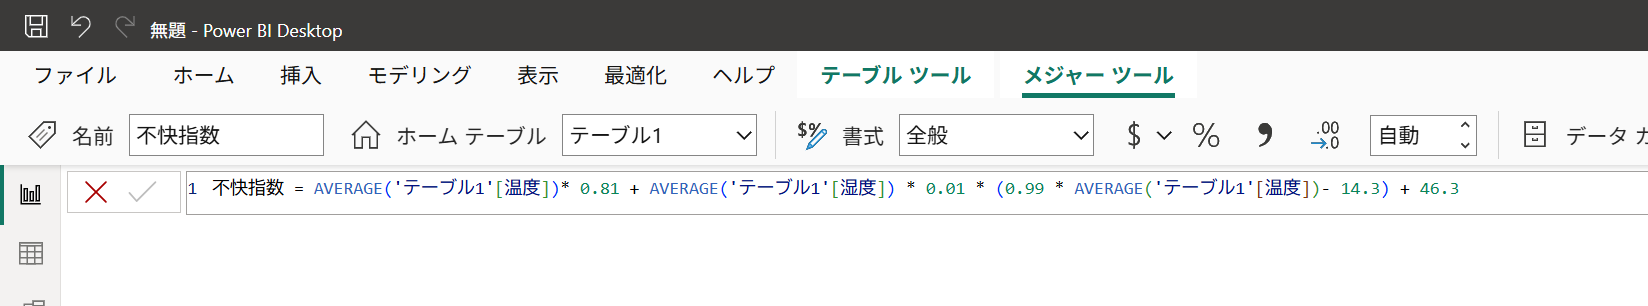 無題 - Power BI Desktop
ファイル ホーム 挿入 モデリング 表示 最適化 ヘルプ テーブル ツール メジャー ツール
名前 不快指数 ホーム テーブル テーブル1 $% 書式 全般 $ % .00 .0 自動 データ カ
1 不快指数 = AVERAGE('テーブル1'[温度])* 0.81 + AVERAGE('テーブル1'[湿度]) * 0.01 * (0.99 * AVERAGE('テーブル1'[温度])- 14.3) + 46.3